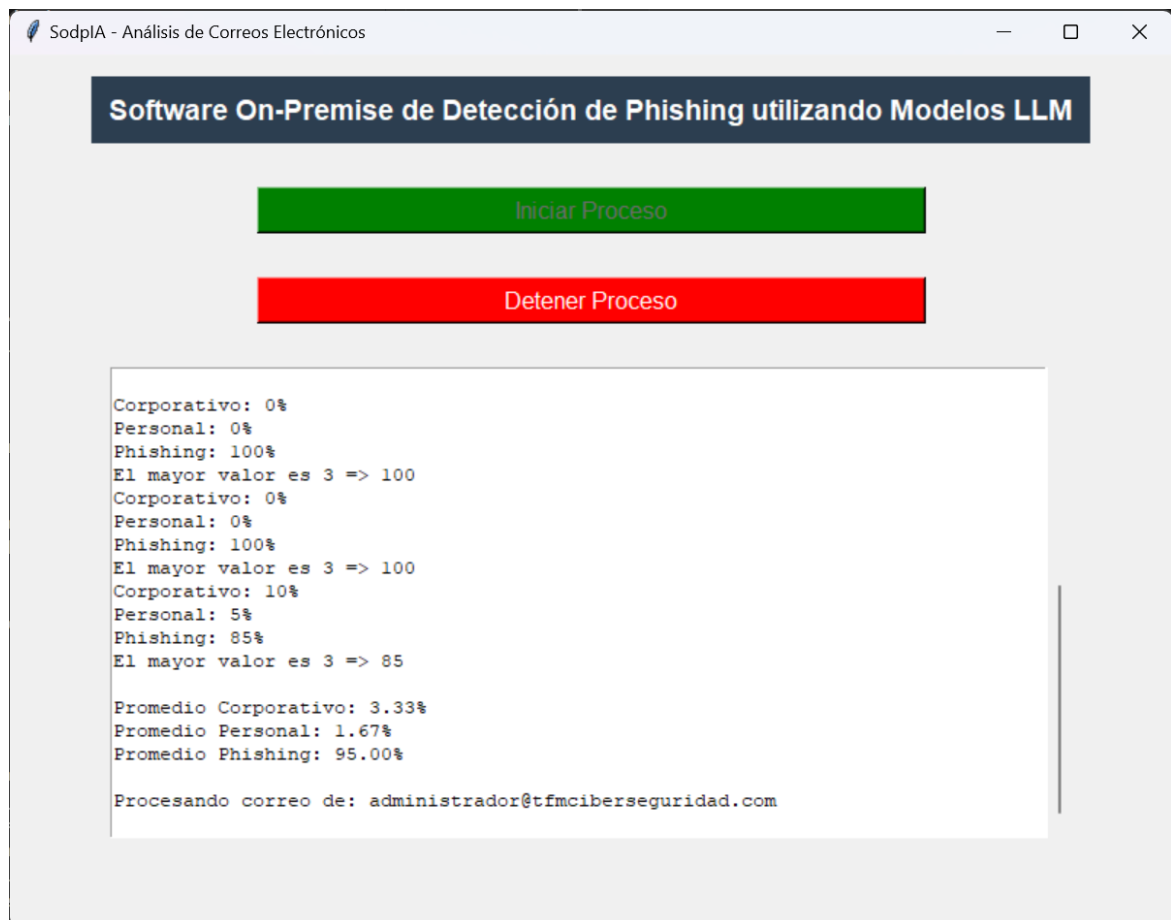 SodpIA - Análisis de Correos Electrónicos
Software On-Premise de Detección de Phishing utilizando Modelos LLM
Iniciar Proceso
Detener Proceso
Corporativo: 0%
Personal: 0%
Phishing: 100%
El mayor valor es 3 => 100
Corporativo: 0%
Personal: 0%
Phishing: 100%
El mayor valor es 3 => 100
Corporativo: 10%
Personal: 5%
Phishing: 85%
El mayor valor es 3 => 85
Promedio Corporativo: 3.33%
Promedio Personal: 1.67%
Promedio Phishing: 95.00%
Procesando correo de: administrador@tfmciberseguridad.com